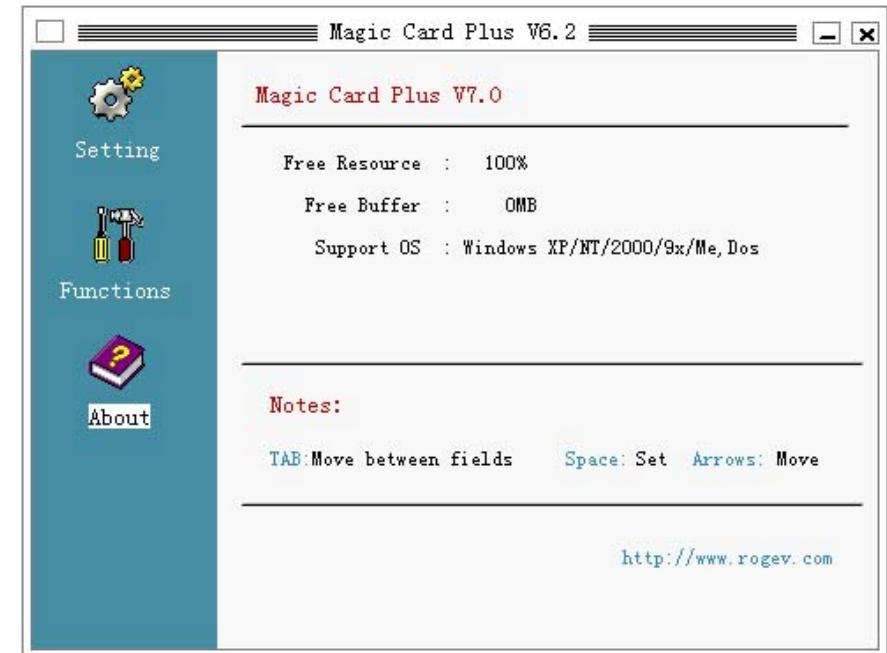 Magic Card Plus V6.2
Setting
Functions
About
Magic Card Plus V7.0
Free Resource : 100%
Free Buffer : 0MB
Support OS : Windows XP/NT/2000/9x/Me,Dos
Notes:
TAB:Move between fields Space: Set Arrows: Move
http://www.rogev.com